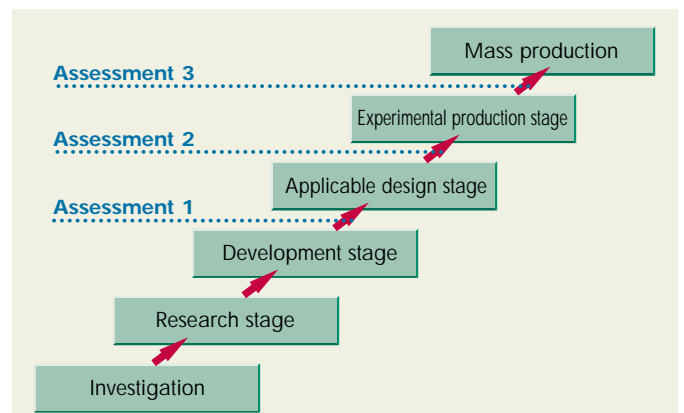 Mass production
Assessment 3
Experimental production stage
Assessment 2
Applicable design stage
Assessment 1
Development stage
Research stage
Investigation